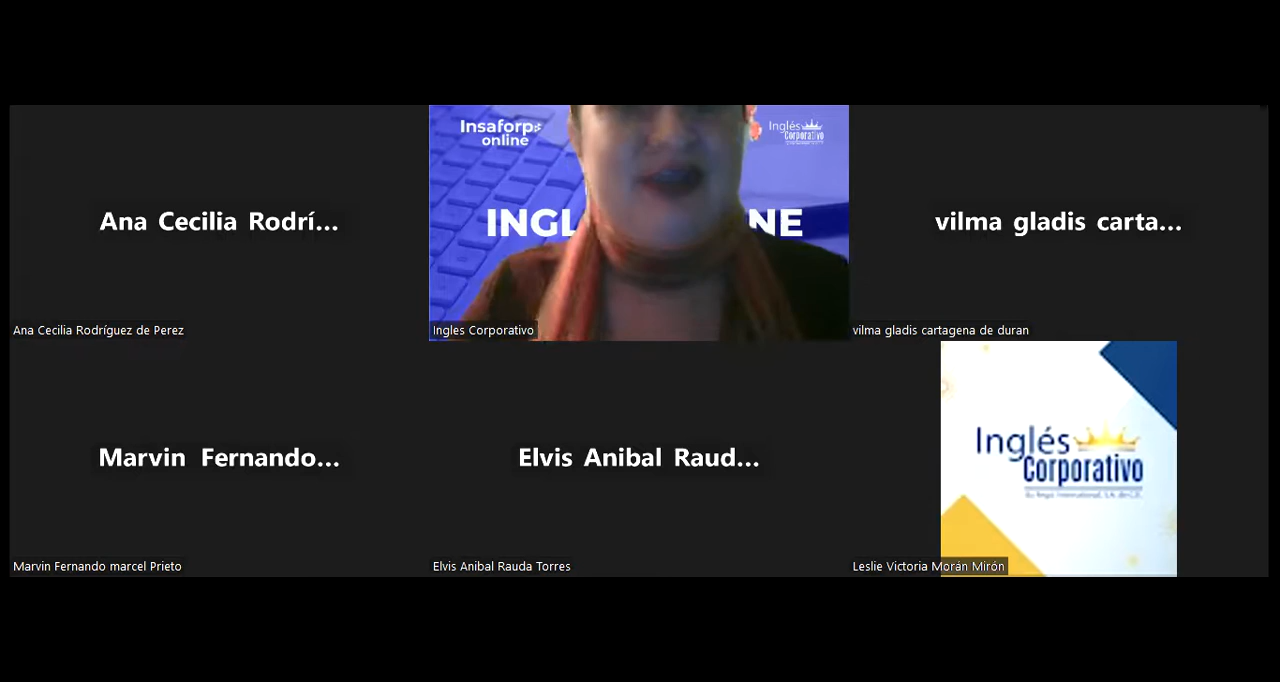 Ana Cecilia Rodrí...
Ana Cecilia Rodríguez de Perez
Insaforp
online
Inglés
Corporativo
INGL NE
Ingles Corporativo
vilma gladis carta...
vilma gladis cartagena de duran
Marvin Fernando...
Marvin Fernando marcel Prieto
Elvis Anibal Raud...
Elvis Anibal Rauda Torres
Inglés
Corporativo
Leslie Victoria Morán Mirón